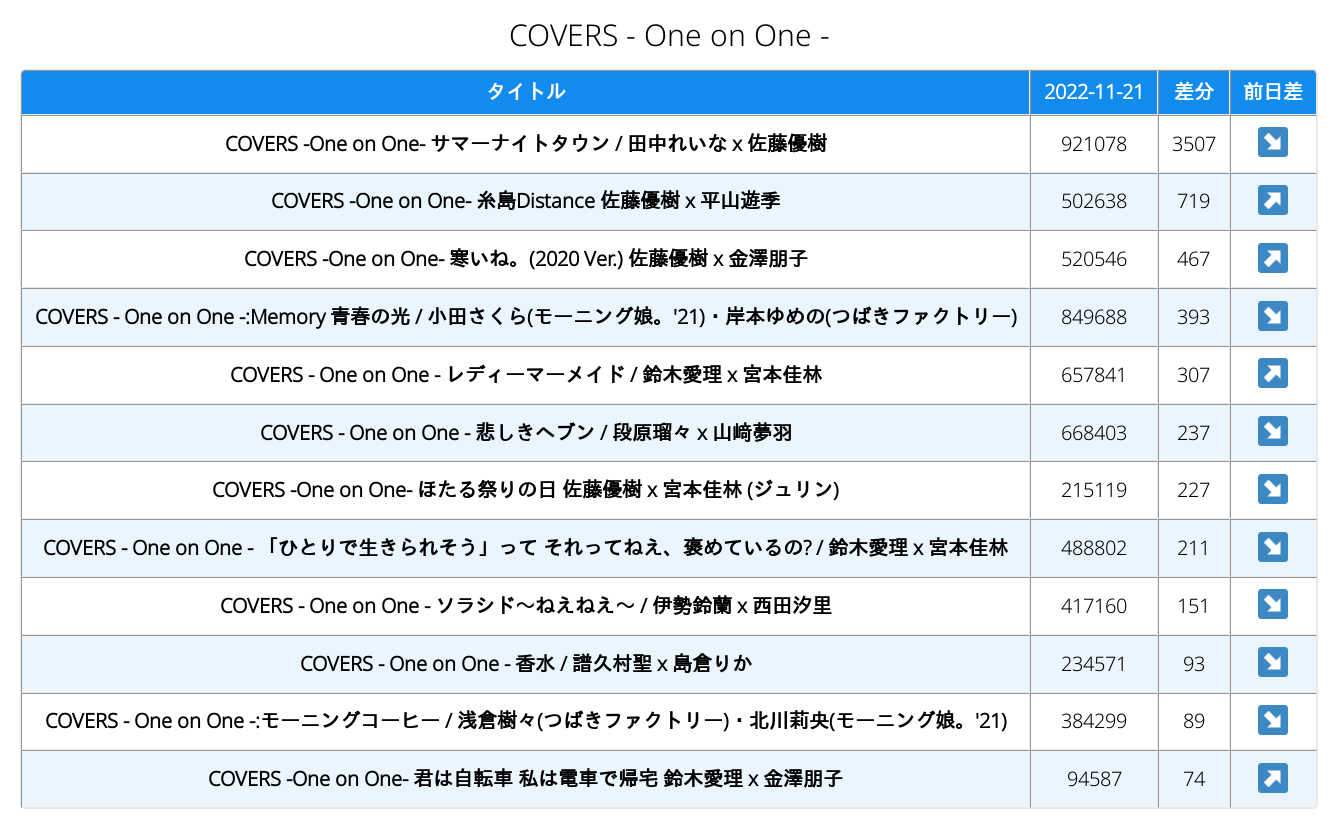 COVERS - One on One -
タイトル 2022-11-21 差分 前日差
COVERS -One on One- サマーナイトタウン / 田中れいな x 佐藤優樹 921078 3507 ↘
COVERS -One on One- 糸島Distance 佐藤優樹 x 平山遊季 502638 719 ↗
COVERS -One on One- 寒いね。(2020 Ver.) 佐藤優樹 x 金澤朋子 520546 467 ↗
COVERS - One on One -:Memory 青春の光 / 小田さくら(モーニング娘。'21)・岸本ゆめの(つばきファクトリー) 849688 393 ↘
COVERS - One on One - レディーマーメイド / 鈴木愛理 x 宮本佳林 657841 307 ↗
COVERS - One on One - 悲しきヘブン / 段原瑠々 x 山﨑夢羽 668403 237 ↘
COVERS -One on One- ほたる祭りの日 佐藤優樹 x 宮本佳林 (ジュリン) 215119 227 ↘
COVERS - One on One - 「ひとりで生きられそう」って それってねえ、褒めているの? / 鈴木愛理 x 宮本佳林 488802 211 ↘
COVERS - One on One - ソラシド〜ねえねえ〜 / 伊勢鈴蘭 x 西田汐里 417160 151 ↘
COVERS - One on One - 香水 / 譜久村聖 x 島倉りか 234571 93 ↘
COVERS - One on One -:モーニングコーヒー / 浅倉樹々(つばきファクトリー)・北川莉央(モーニング娘。'21) 384299 89 ↘
COVERS -One on One- 君は自転車 私は電車で帰宅 鈴木愛理 x 金澤朋子 94587 74 ↗